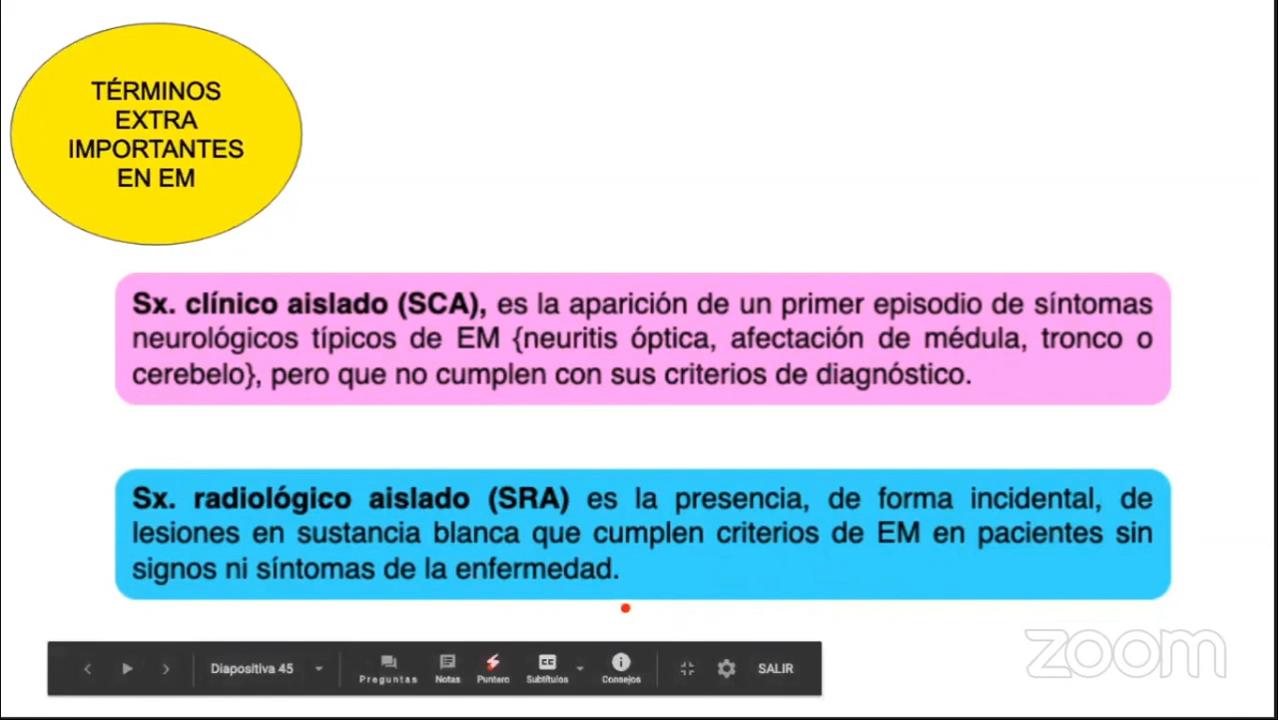 TÉRMINOS
EXTRA
IMPORTANTES
EN EM
Sx. clínico aislado (SCA), es la aparición de un primer episodio de síntomas
neurológicos típicos de EM {neuritis óptica, afectación de médula, tronco o
cerebelo}, pero que no cumplen con sus criterios de diagnóstico.
Sx. radiológico aislado (SRA) es la presencia, de forma incidental, de
lesiones en sustancia blanca que cumplen criterios de EM en pacientes sin
signos ni síntomas de la enfermedad.
Diapositiva 45
Preguntas
Notas
Puntero
CC
Subtítulos
Consejos
SALIR
zoom